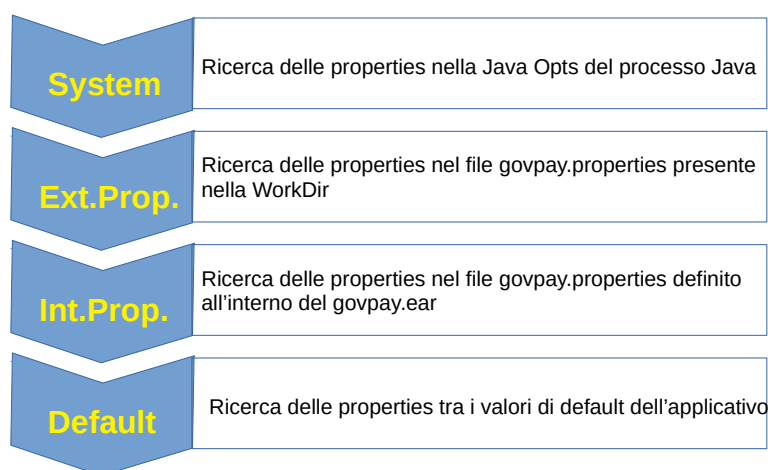 System
Ricerca delle properties nella Java Opts del processo Java
Ext.Prop.
Ricerca delle properties nel file govpay.properties presente
nella WorkDir
Int.Prop.
Ricerca delle properties nel file govpay.properties definito
all’interno del govpay.ear
Default
Ricerca delle properties tra i valori di default dell’applicativo